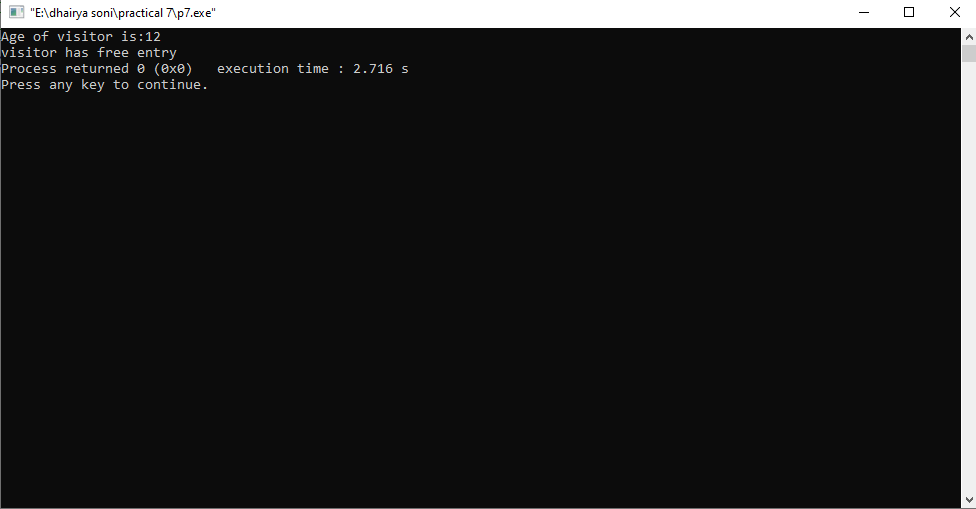 "E:\dhairya soni\practical 7\p7.exe"
Age of visitor is:12
visitor has free entry
Process returned 0 (0x0)   execution time : 2.716 s
Press any key to continue.